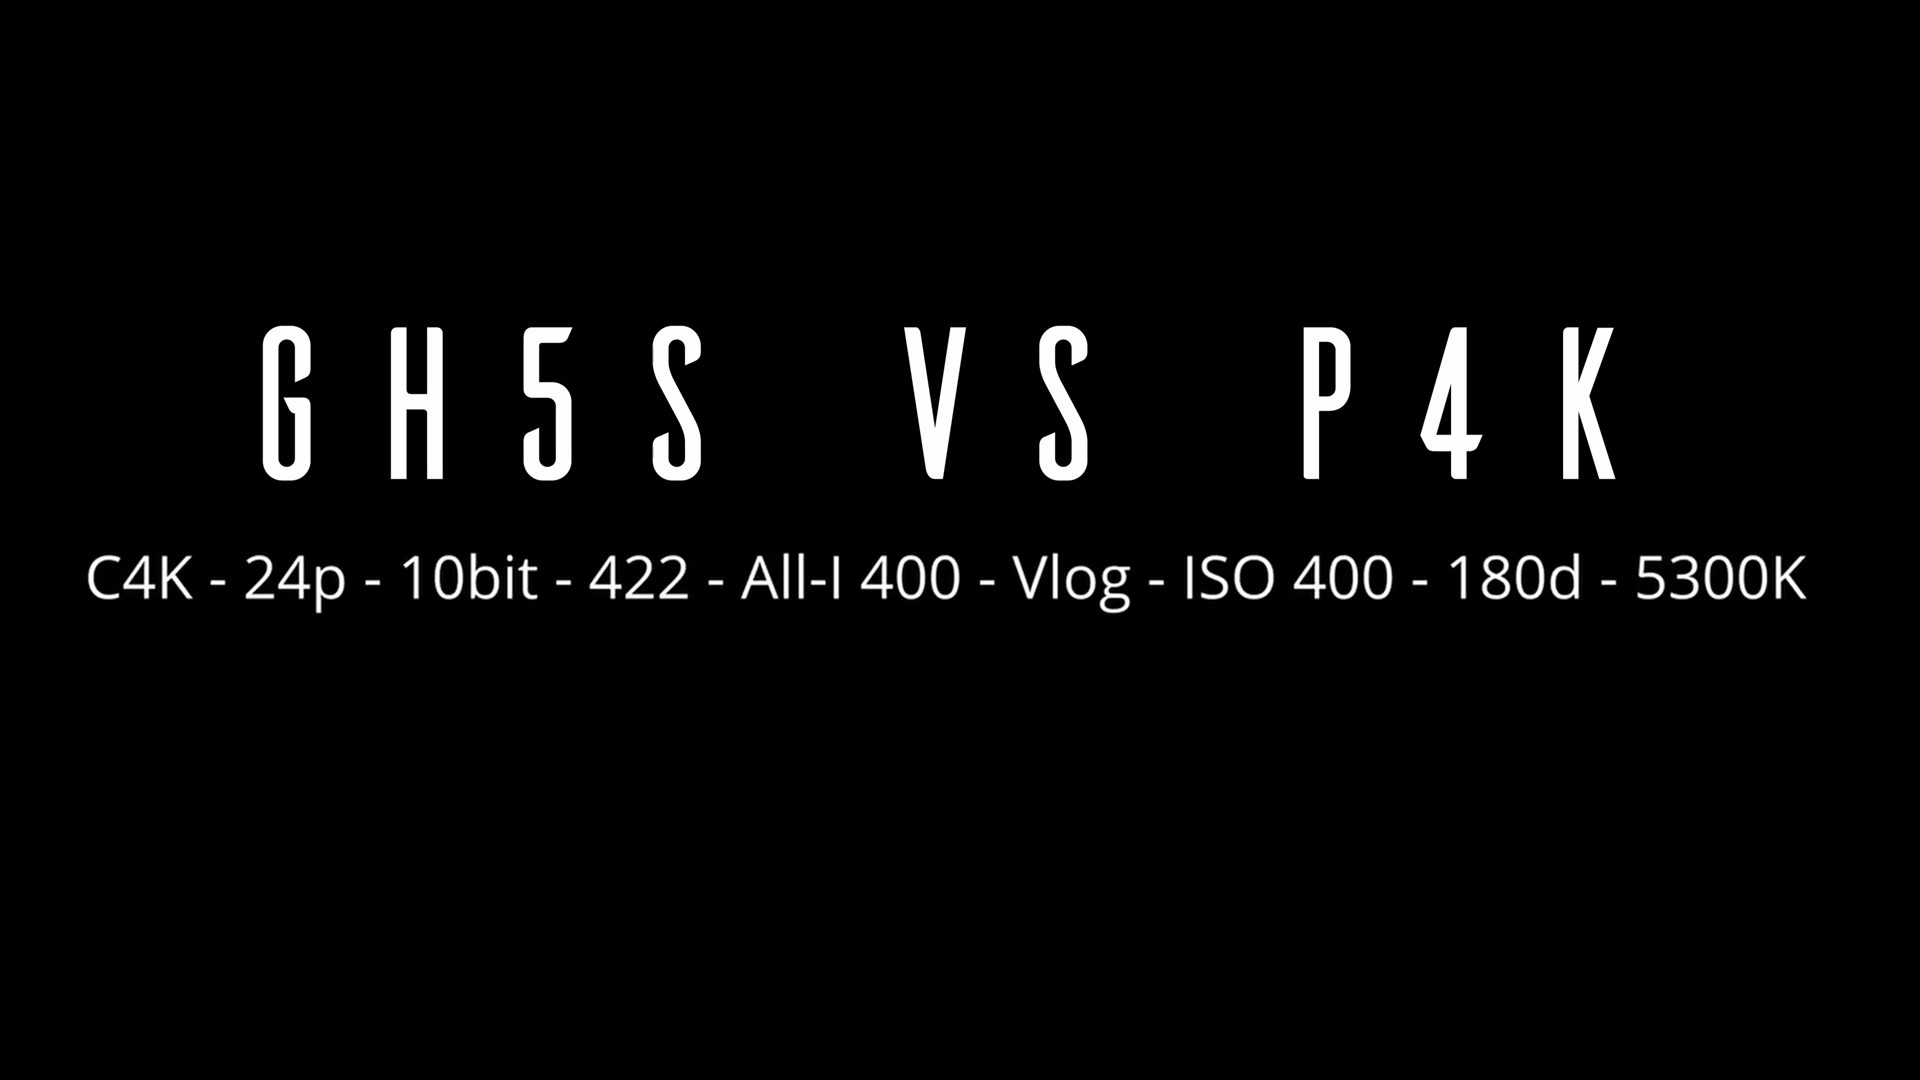 GH5S VS P4K
C4K - 24p - 10bit - 422 - All-I 400 - Vlog - ISO 400 - 180d - 5300K